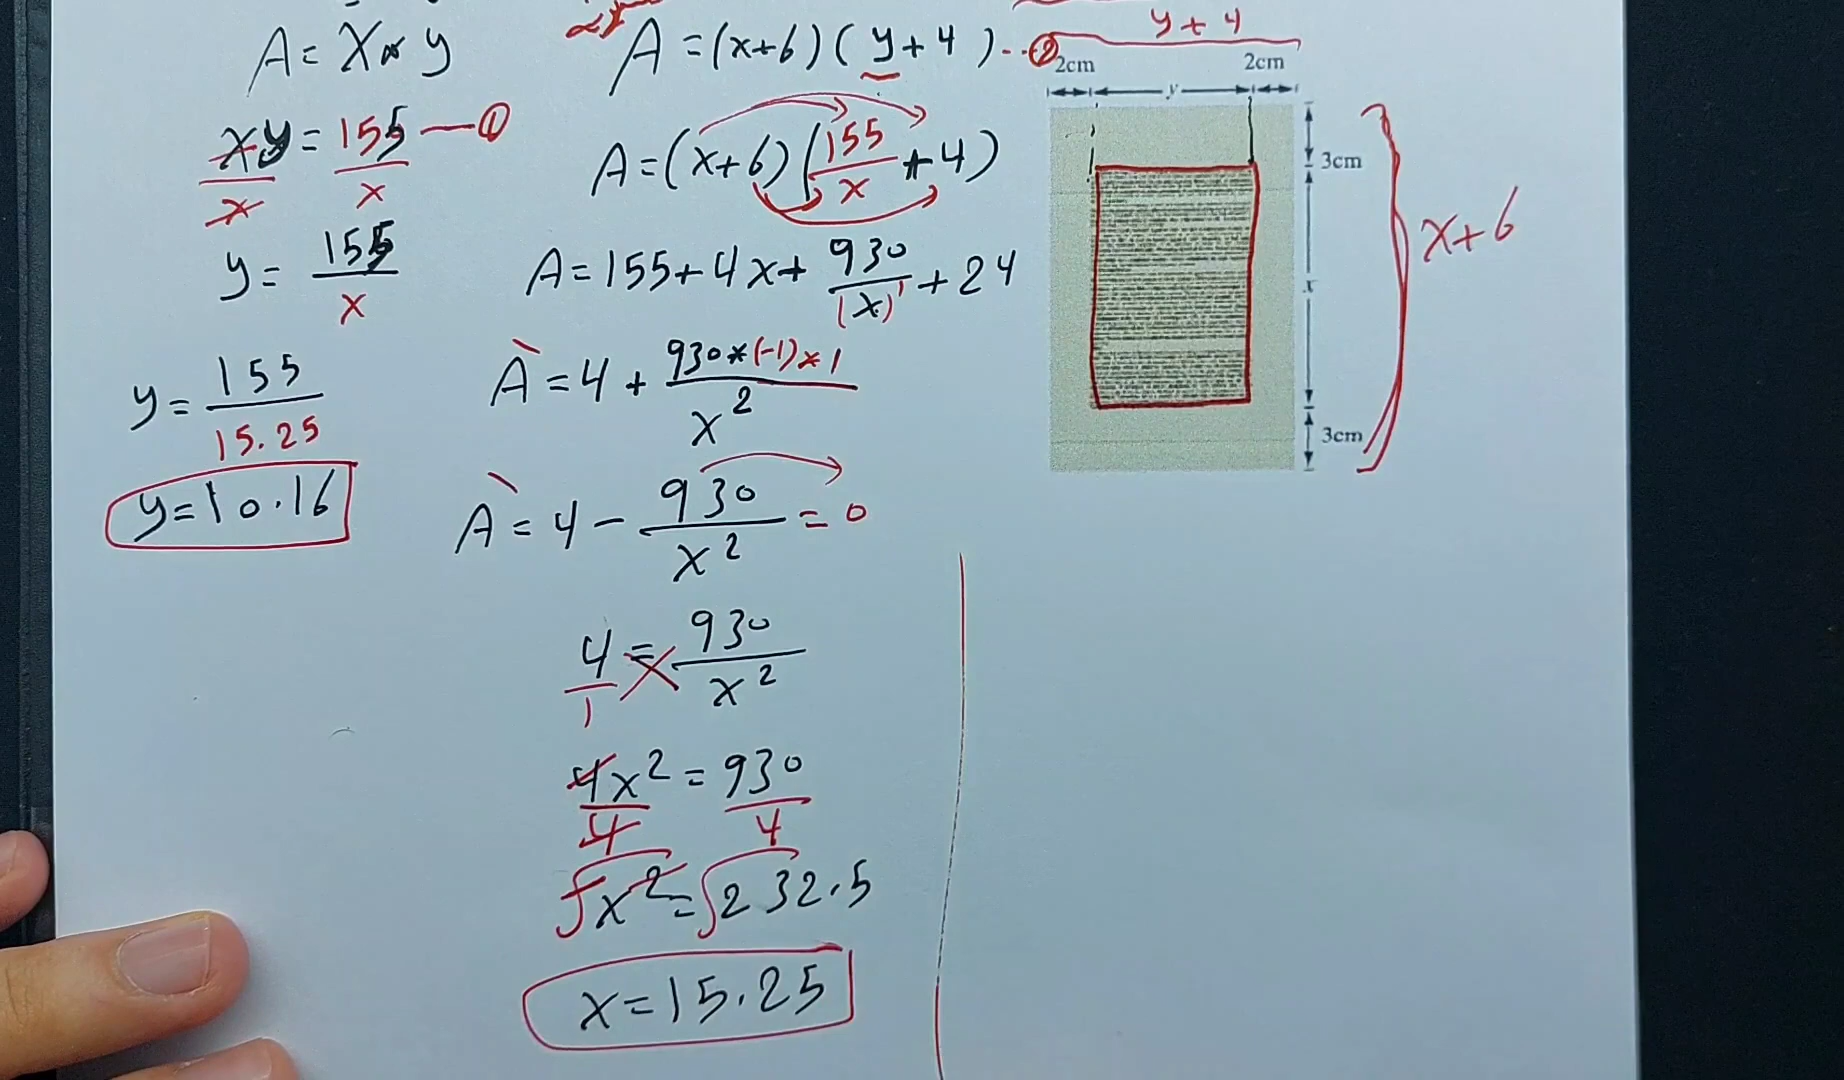 A = X * y
xy/x = 155/x — ①
y = 155/x
y = 155/15.25
y = 10.16
A = (x+6)(y+4) --②
A = (x+6)(155/x + 4)
A = 155 + 4x + 930/(x)¹ + 24
A` = 4 + 930*(-1)*1/x²
A` = 4 - 930/x² = 0
4/1 = 930/x²
4x²/4 = 930/4
√x² = √232.5
x = 15.25
y + 4
2cm 2cm
y
3cm
x
3cm
x+6